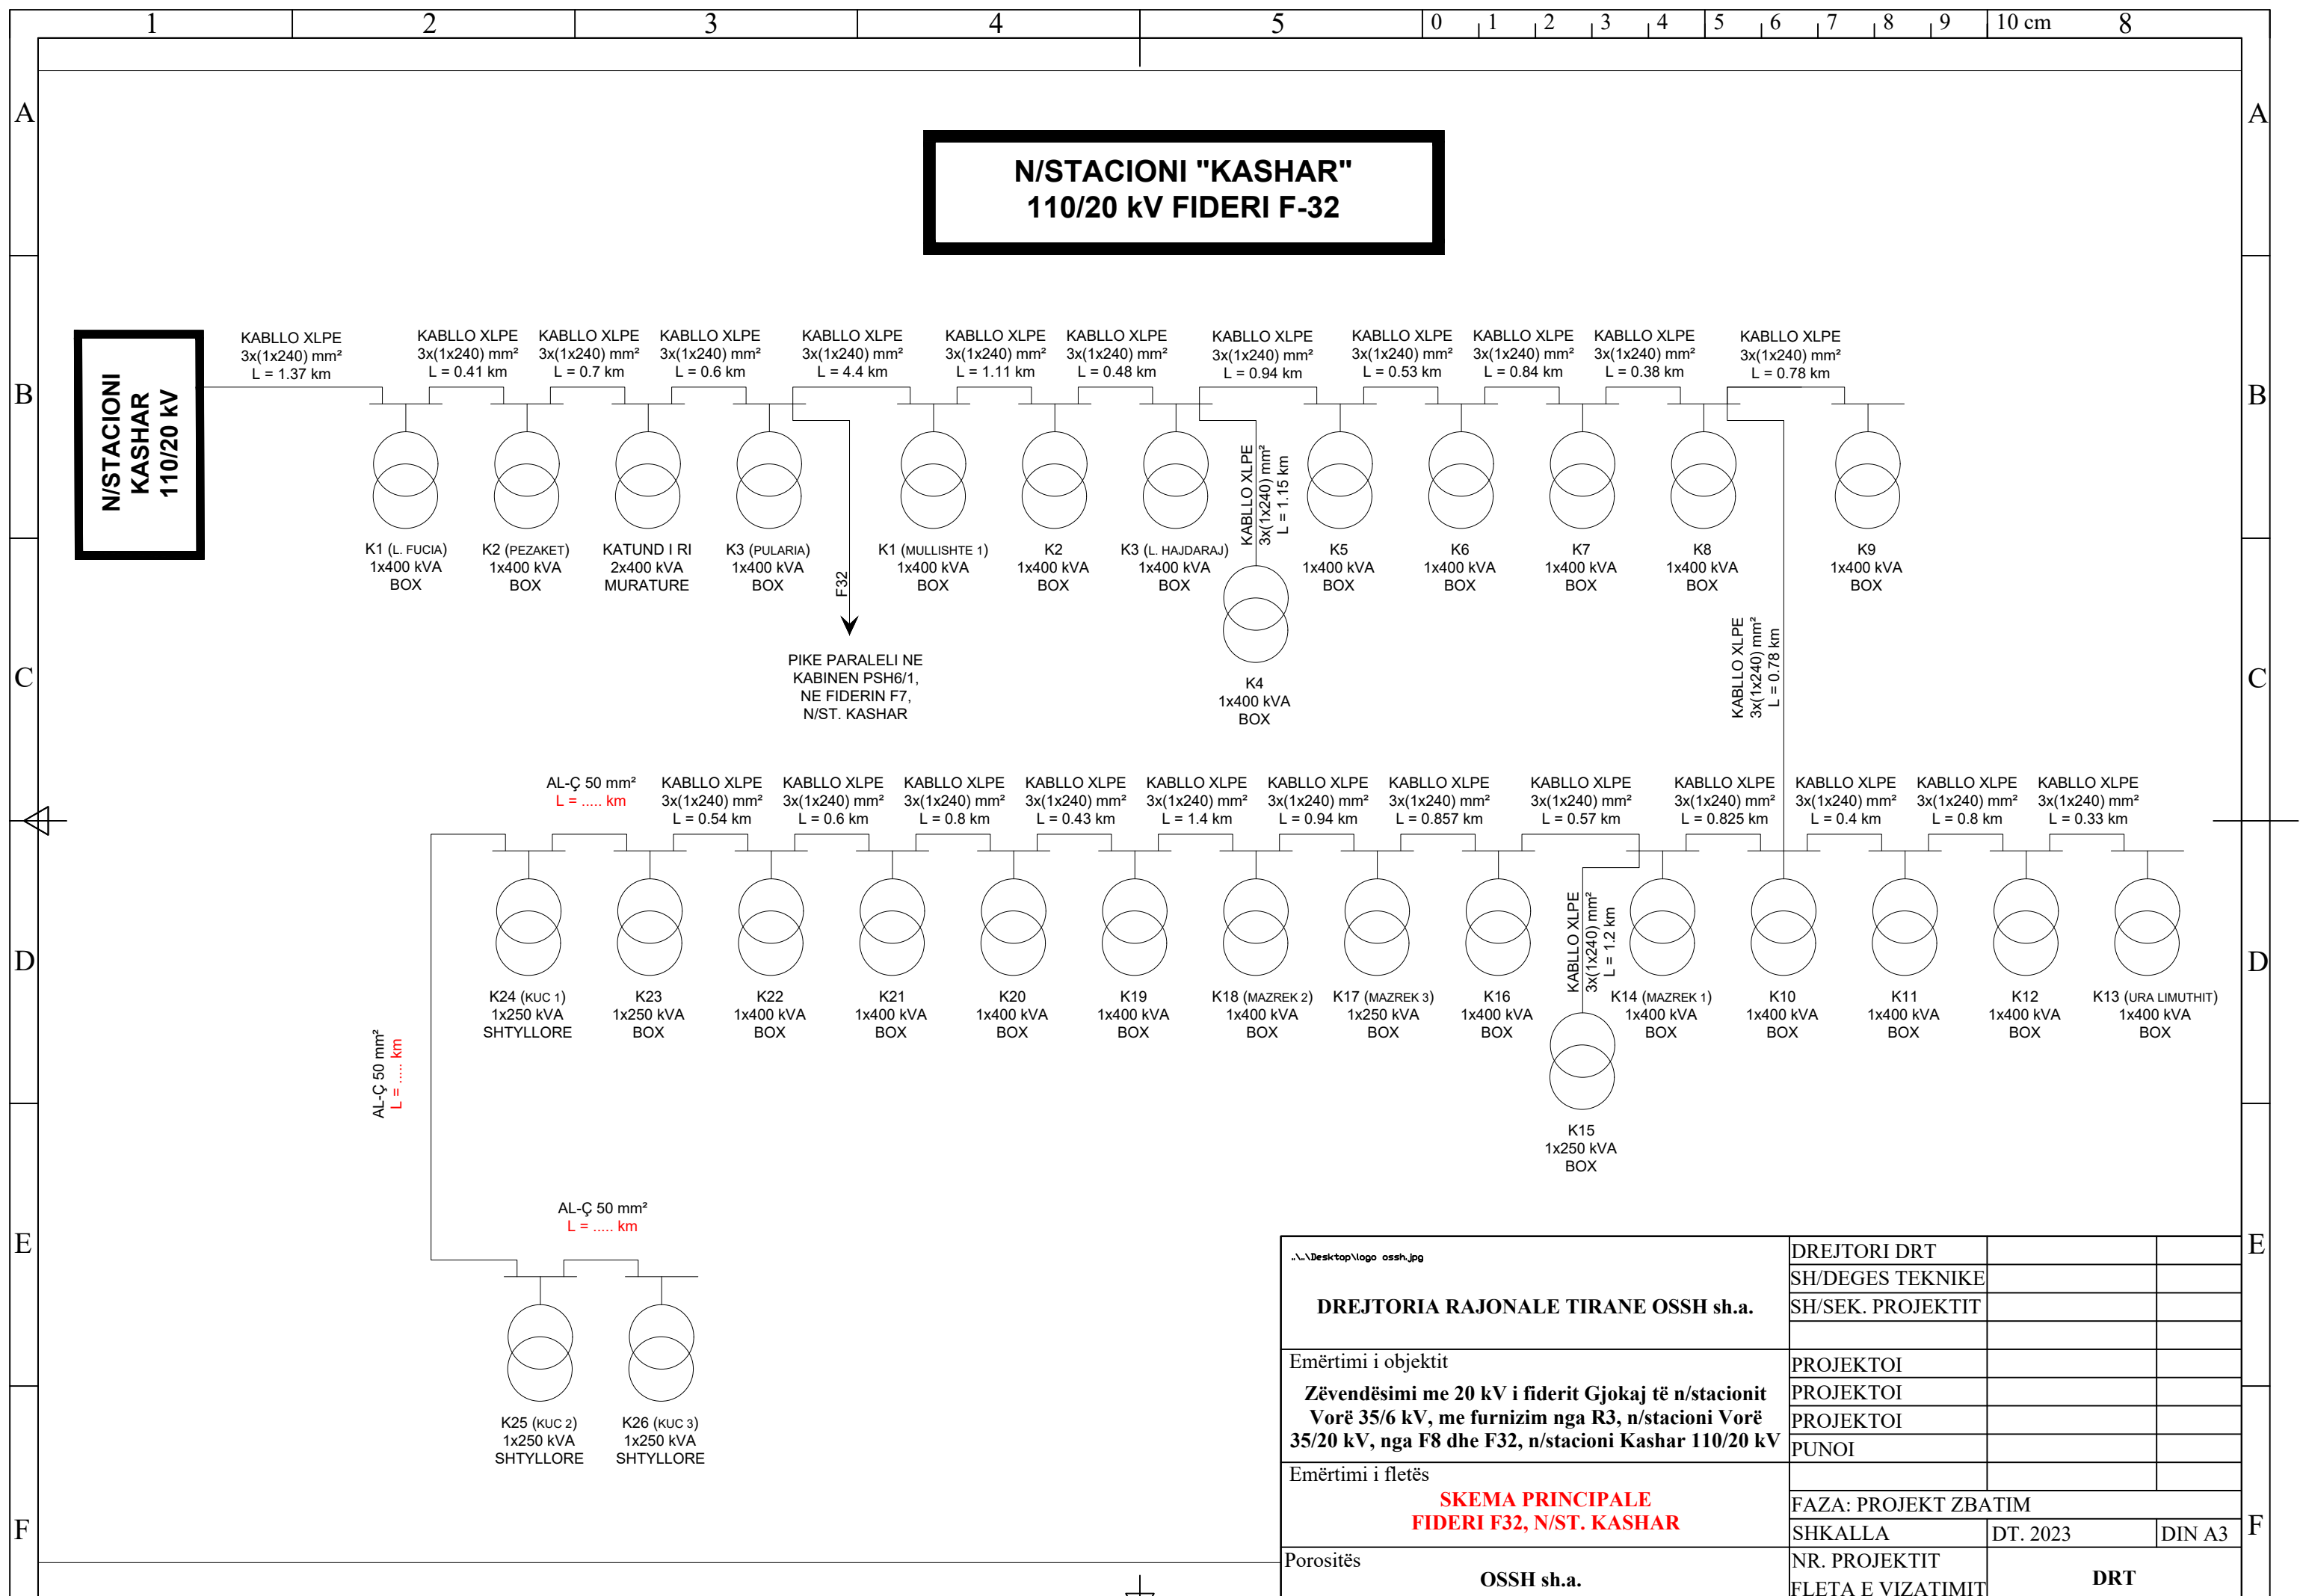 1 2 3 4 5 0 1 2 3 4 5 6 7 8 9 10 cm 8
A A
N/STACIONI "KASHAR"
110/20 kV FIDERI F-32
B B
N/STACIONI
KASHAR
110/20 kV
KABLLO XLPE
3x(1x240) mm²
L = 1.37 km
KABLLO XLPE
3x(1x240) mm²
L = 0.41 km
KABLLO XLPE
3x(1x240) mm²
L = 0.7 km
KABLLO XLPE
3x(1x240) mm²
L = 0.6 km
KABLLO XLPE
3x(1x240) mm²
L = 4.4 km
KABLLO XLPE
3x(1x240) mm²
L = 1.11 km
KABLLO XLPE
3x(1x240) mm²
L = 0.48 km
KABLLO XLPE
3x(1x240) mm²
L = 0.94 km
KABLLO XLPE
3x(1x240) mm²
L = 0.53 km
KABLLO XLPE
3x(1x240) mm²
L = 0.84 km
KABLLO XLPE
3x(1x240) mm²
L = 0.38 km
KABLLO XLPE
3x(1x240) mm²
L = 0.78 km
K1 (L. FUCIA)
1x400 kVA
BOX
K2 (PEZAKET)
1x400 kVA
BOX
KATUND I RI
2x400 kVA
MURATURE
K3 (PULARIA)
1x400 kVA
BOX
F32
PIKE PARALELI NE
KABINEN PSH6/1,
NE FIDERIN F7,
N/ST. KASHAR
K1 (MULLISHTE 1)
1x400 kVA
BOX
K2
1x400 kVA
BOX
K3 (L. HAJDARAJ)
1x400 kVA
BOX
KABLLO XLPE
3x(1x240) mm²
L = 1.15 km
K4
1x400 kVA
BOX
K5
1x400 kVA
BOX
K6
1x400 kVA
BOX
K7
1x400 kVA
BOX
K8
1x400 kVA
BOX
K9
1x400 kVA
BOX
C C
KABLLO XLPE
3x(1x240) mm²
L = 0.78 km
AL-Ç 50 mm²
L = ..... km
KABLLO XLPE
3x(1x240) mm²
L = 0.54 km
KABLLO XLPE
3x(1x240) mm²
L = 0.6 km
KABLLO XLPE
3x(1x240) mm²
L = 0.8 km
KABLLO XLPE
3x(1x240) mm²
L = 0.43 km
KABLLO XLPE
3x(1x240) mm²
L = 1.4 km
KABLLO XLPE
3x(1x240) mm²
L = 0.94 km
KABLLO XLPE
3x(1x240) mm²
L = 0.857 km
KABLLO XLPE
3x(1x240) mm²
L = 0.57 km
KABLLO XLPE
3x(1x240) mm²
L = 0.825 km
KABLLO XLPE
3x(1x240) mm²
L = 0.4 km
KABLLO XLPE
3x(1x240) mm²
L = 0.8 km
KABLLO XLPE
3x(1x240) mm²
L = 0.33 km
D D
K24 (KUC 1)
1x250 kVA
SHTYLLORE
K23
1x250 kVA
BOX
K22
1x400 kVA
BOX
K21
1x400 kVA
BOX
K20
1x400 kVA
BOX
K19
1x400 kVA
BOX
K18 (MAZREK 2)
1x400 kVA
BOX
K17 (MAZREK 3)
1x250 kVA
BOX
K16
1x400 kVA
BOX
KABLLO XLPE
3x(1x240) mm²
L = 1.2 km
K15
1x250 kVA
BOX
K14 (MAZREK 1)
1x400 kVA
BOX
K10
1x400 kVA
BOX
K11
1x400 kVA
BOX
K12
1x400 kVA
BOX
K13 (URA LIMUTHIT)
1x400 kVA
BOX
AL-Ç 50 mm²
L = ..... km
AL-Ç 50 mm²
L = ..... km
K25 (KUC 2)
1x250 kVA
SHTYLLORE
K26 (KUC 3)
1x250 kVA
SHTYLLORE
E E
..\..\Desktop\logo ossh.jpg
DREJTORIA RAJONALE TIRANE OSSH sh.a.
DREJTORI DRT
SH/DEGES TEKNIKE
SH/SEK. PROJEKTIT
Emërtimi i objektit
Zëvendësimi me 20 kV i fiderit Gjokaj të n/stacionit
Vorë 35/6 kV, me furnizim nga R3, n/stacioni Vorë
35/20 kV, nga F8 dhe F32, n/stacioni Kashar 110/20 kV
PROJEKTOI
PROJEKTOI
PROJEKTOI
PUNOI
Emërtimi i fletës
SKEMA PRINCIPALE
FIDERI F32, N/ST. KASHAR
FAZA: PROJEKT ZBATIM
SHKALLA DT. 2023 DIN A3
F F
Porositës
OSSH sh.a.
NR. PROJEKTIT
FLETA E VIZATIMIT
DRT